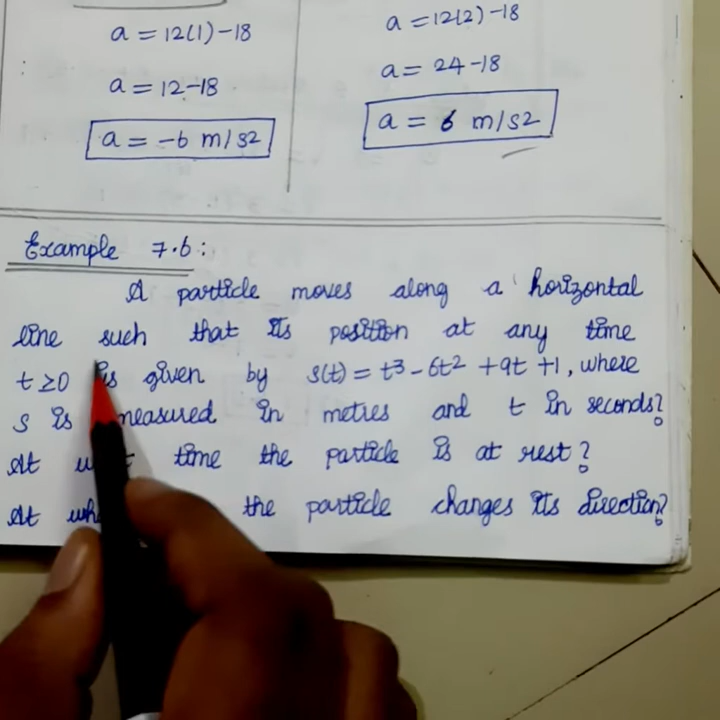 a = 12(1) -18
a = 12 -18
a = -6 m/s2
a = 12(2) -18
a = 24 -18
a = 6 m/s2
Example 7.6:
A particle moves along a horizontal
line such that its position at any time
t ≥0 is given by s(t) = t3 - 6t2 +9t +1, where
s is measured in metres and t in seconds?
At time the particle is at rest?
At the particle changes its direction?